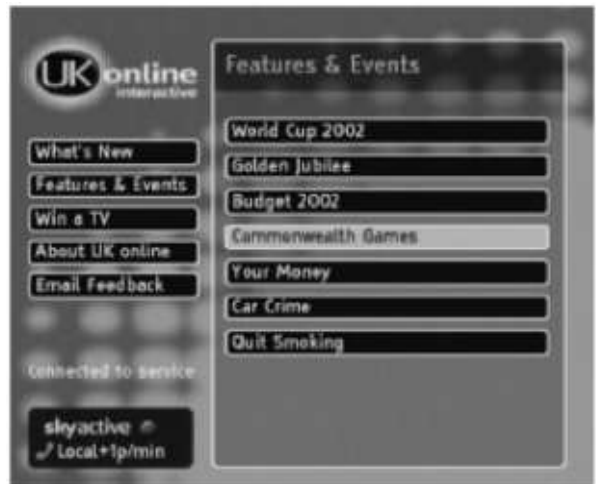 UK online
interactive
What's New
Features & Events
Win a TV
About UK online
Email Feedback
Connected to service
skyactive
Local+1p/min
Features & Events
World Cup 2002
Golden Jubilee
Budget 2002
Commonwealth Games
Your Money
Car Crime
Quit Smoking